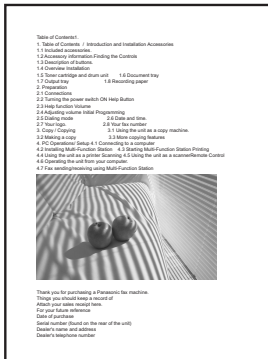 Table of Contents1.
1. Table of Contents / Introduction and Installation Accessories
1.1 Included accessories.
1.2 Accessory information.Finding the Controls
1.3 Description of buttons.
1.4 Overview Installation
1.5 Toner cartridge and drum unit 1.6 Document tray
1.7 Output tray 1.8 Recording paper
2. Preparation
2.1 Connections
2.2 Turning the power switch ON Help Button
2.3 Help function Volume
2.4 Adjusting volume Initial Programming
2.5 Dialing mode 2.6 Date and time.
2.7 Your logo. 2.8 Your fax number
3. Copy / Copying 3.1 Using the unit as a copy machine.
3.2 Making a copy 3.3 More copying features
4. PC Operations/ Setup 4.1 Connecting to a computer
4.2 Installing Multi-Function Station 4.3 Starting Multi-Function Station Printing
4.4 Using the unit as a printer Scanning 4.5 Using the unit as a scannerRemote Control
4.6 Operating the unit from your computer.
4.7 Fax sending/receiving using Multi-Function Station
Thank you for purchasing a Panasonic fax machine.
Things you should keep a record of
Attach your sales receipt here.
For your future reference
Date of purchase
Serial number (found on the rear of the unit)
Dealer's name and address
Dealer's telephone number